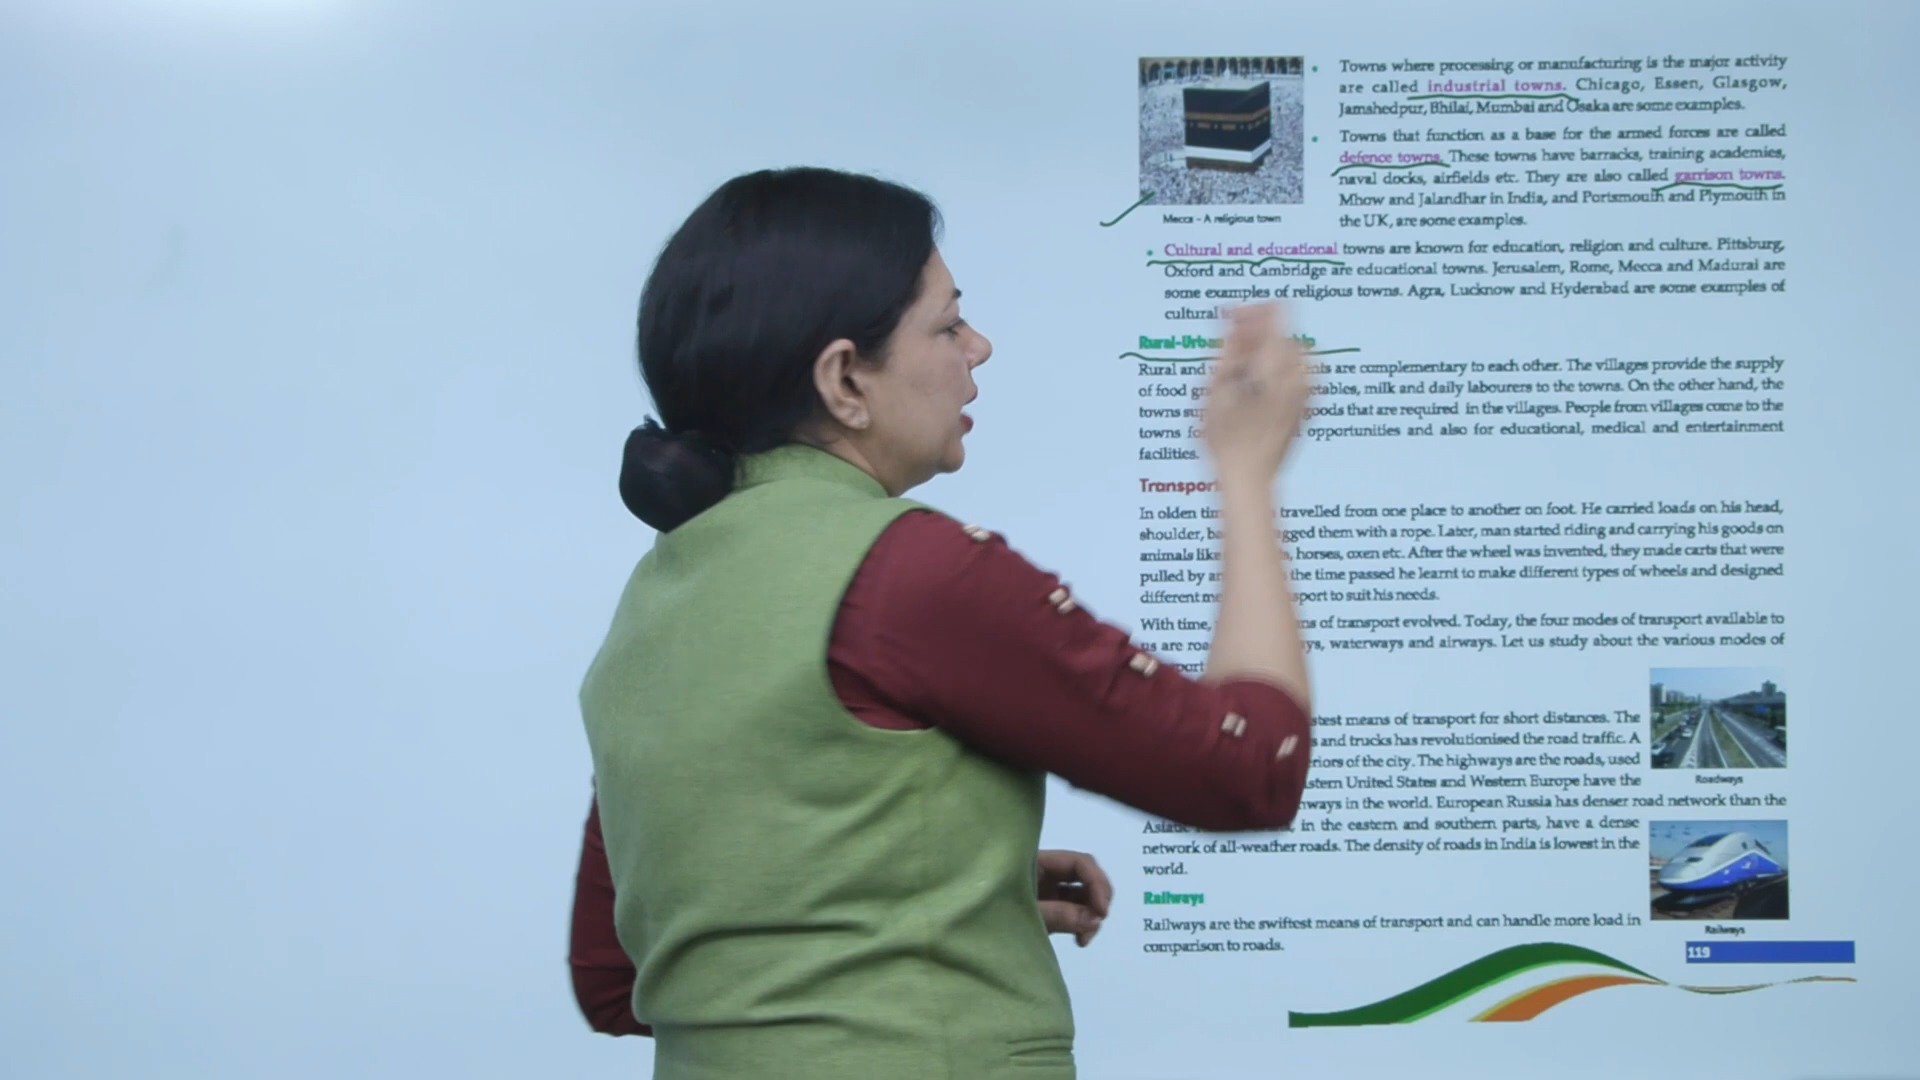 Towns where processing or manufacturing is the major activity
are called industrial towns. Chicago, Essen, Glasgow,
Jamshedpur, Bhilai, Mumbai and Osaka are some examples.
Towns that function as a base for the armed forces are called
defence towns. These towns have barracks, training academies,
naval docks, airfields etc. They are also called garrison towns.
Mhow and Jalandhar in India, and Portsmouth and Plymouth in
the UK, are some examples.
Mecca - A religious town
Cultural and educational towns are known for education, religion and culture. Pittsburg,
Oxford and Cambridge are educational towns. Jerusalem, Rome, Mecca and Madurai are
some examples of religious towns. Agra, Lucknow and Hyderabad are some examples of
cultural
Rural-Urban
Rural and are complementary to each other. The villages provide the supply
of food milk and daily labourers to the towns. On the other hand, the
towns goods that are required in the villages. People from villages come to the
towns opportunities and also for educational, medical and entertainment
facilities.
Transport
In olden travelled from one place to another on foot. He carried loads on his head,
shoulder, them with a rope. Later, man started riding and carrying his goods on
animals like horses, oxen etc. After the wheel was invented, they made carts that were
pulled by the time passed he learnt to make different types of wheels and designed
different to suit his needs.
With time, of transport evolved. Today, the four modes of transport available to
us are waterways and airways. Let us study about the various modes of
means of transport for short distances. The
and trucks has revolutionised the road traffic. A
of the city. The highways are the roads, used
United States and Western Europe have the
in the world. European Russia has denser road network than the
in the eastern and southern parts, have a dense
network of all-weather roads. The density of roads in India is lowest in the
world.
Roadways
Railways
Railways are the swiftest means of transport and can handle more load in
comparison to roads.
Railways
119